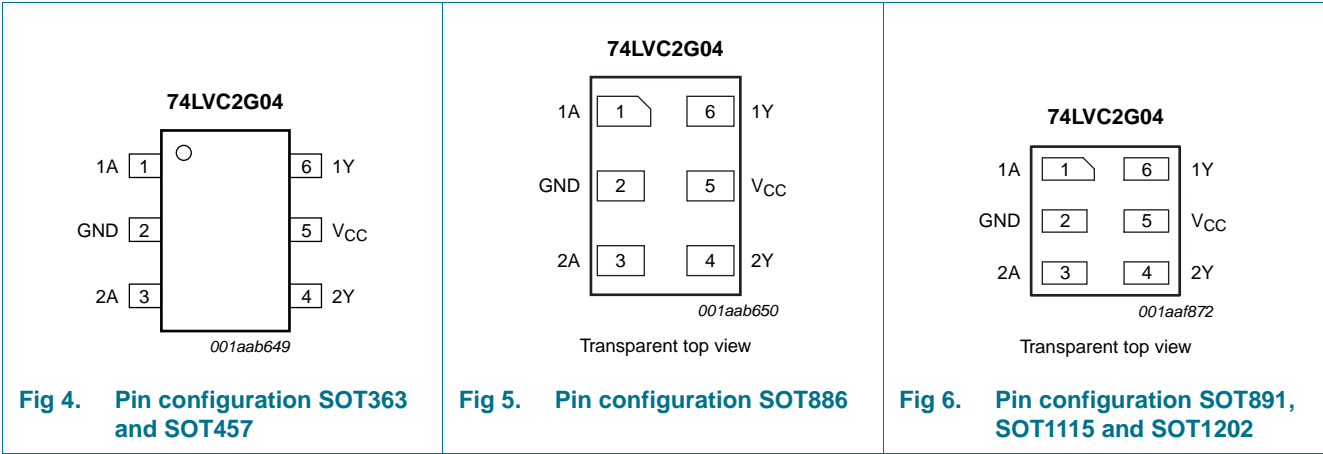 74LVC2G04
1A 1 6 1Y
GND 2 5 VCC
2A 3 4 2Y
001aab649
Fig 4. Pin configuration SOT363
and SOT457
74LVC2G04
1A 1 6 1Y
GND 2 5 VCC
2A 3 4 2Y
001aab650
Transparent top view
Fig 5. Pin configuration SOT886
74LVC2G04
1A 1 6 1Y
GND 2 5 VCC
2A 3 4 2Y
001aaf872
Transparent top view
Fig 6. Pin configuration SOT891,
SOT1115 and SOT1202